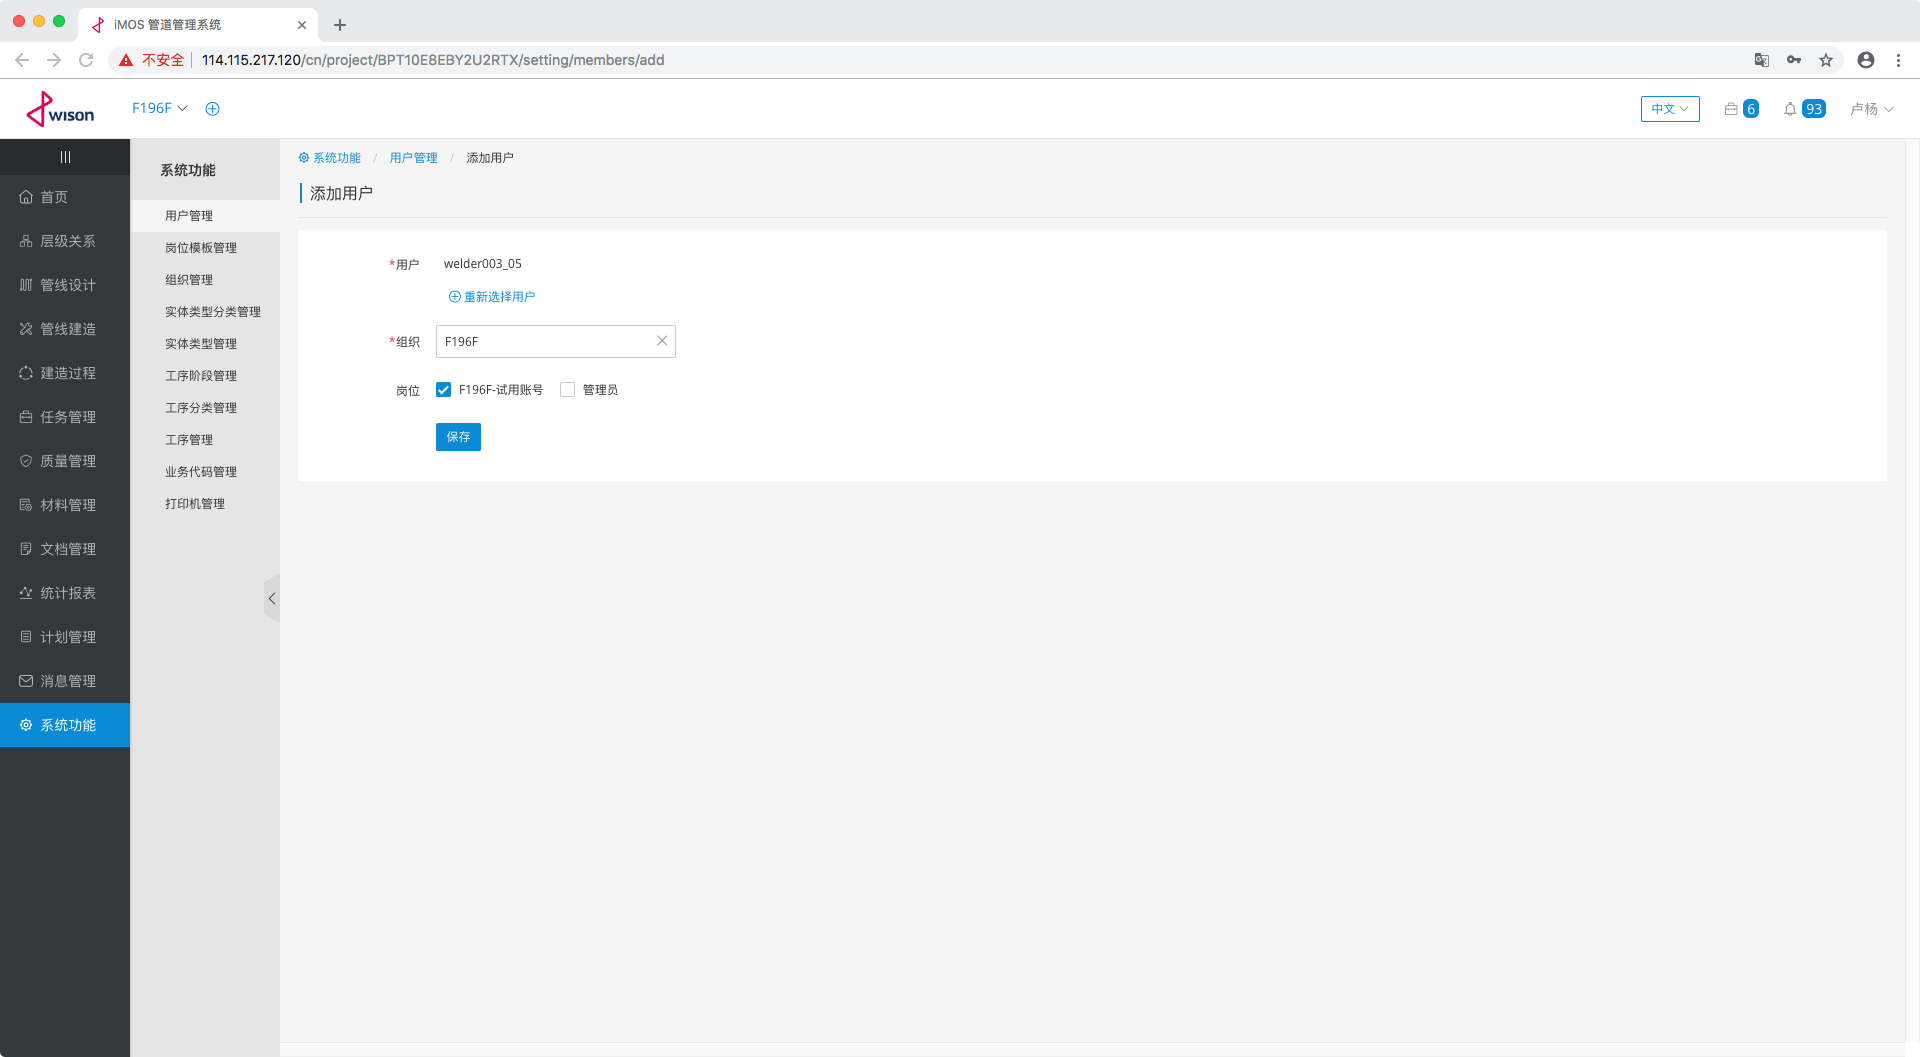 iMOS 管道管理系统
不安全 114.115.217.120/cn/project/BPT10E8EBY2U2RTX/setting/members/add
wison F196F 中文 6 93 卢杨
首页
层级关系
管线设计
管线建造
建造过程
任务管理
质量管理
材料管理
文档管理
统计报表
计划管理
消息管理
系统功能
系统功能
用户管理
岗位模板管理
组织管理
实体类型分类管理
实体类型管理
工序阶段管理
工序分类管理
工序管理
业务代码管理
打印机管理
系统功能 / 用户管理 / 添加用户
添加用户
*用户 welder003_05
重新选择用户
*组织 F196F
岗位 F196F-试用账号 管理员
保存